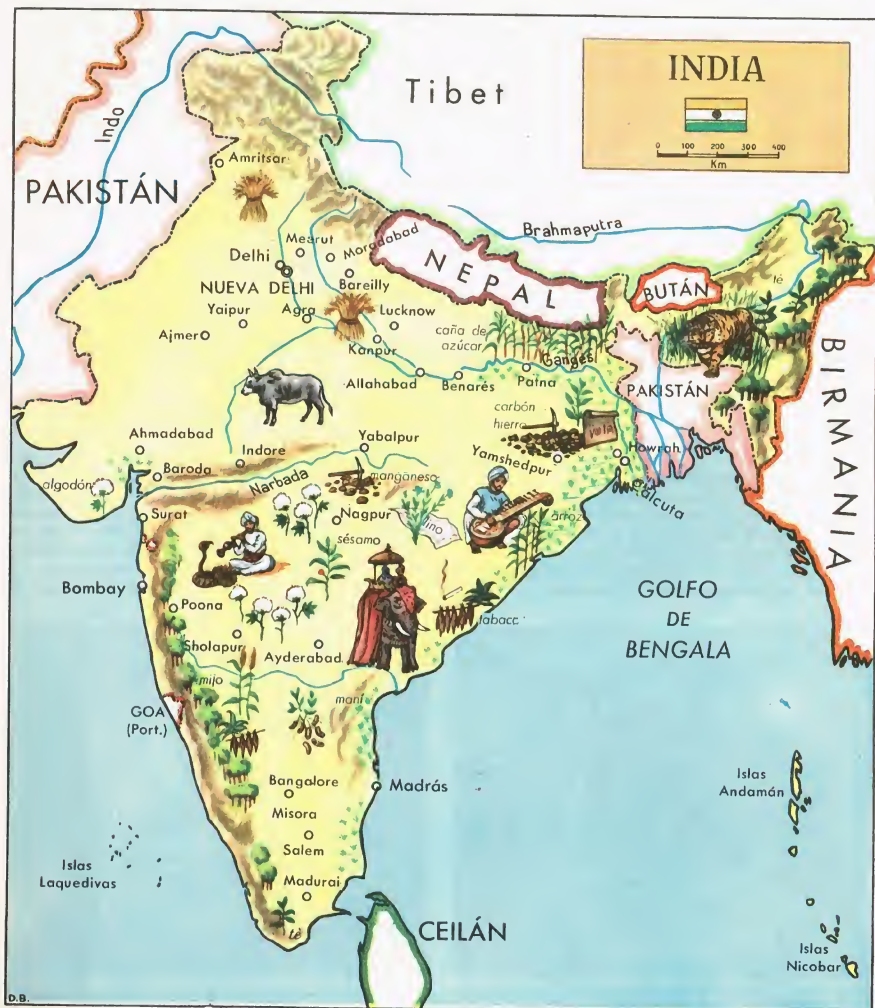 INDIA
0 100 200 400
Km
Tibet
Indo
PAKISTÁN
Amritsar
Brahmaputra
Meerut
Moradabad
Delhi
NUEVA DELHI
Bareilly
NEPAL
BUTÁN
té
Yaipur
Agra
Lucknow
Ajmer
Kanpur
caña de
azúcar
Ganges
Allahabad
Benarés
Patna
PAKISTÁN
BIRMANIA
carbón
hierro
Ahmadabad
Indore
Yabalpur
Yamshedpur
Howrah
Calcuta
Baroda
algodón
Narbada
manganeso
Surat
Nagpur
sésamo
lino
arroz
Bombay
Poona
GOLFO
DE
BENGALA
tabaco
Sholapur
Ayderabad
mijo
GOA
(Port.)
maní
Bangalore
Madrás
Islas
Andamán
Misora
Salem
Islas
Laquedivas
Madurai
té
CEILÁN
Islas
Nicobar
D.B.